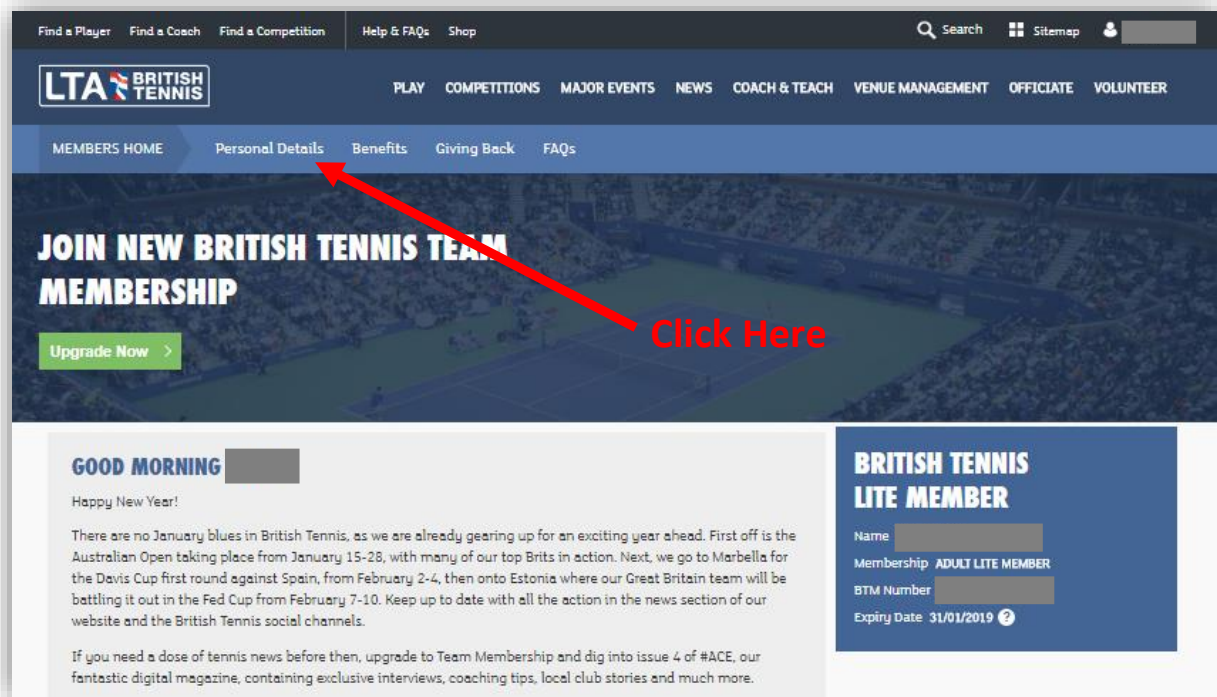 Find a Player Find a Coach Find a Competition Help & FAQs Shop Search Sitemap
LTA BRITISH TENNIS
PLAY COMPETITIONS MAJOR EVENTS NEWS COACH & TEACH VENUE MANAGEMENT OFFICIATE VOLUNTEER
MEMBERS HOME Personal Details Benefits Giving Back FAQs
JOIN NEW BRITISH TENNIS TEAM
MEMBERSHIP
Click Here
Upgrade Now >
GOOD MORNING
Happy New Year!
There are no January blues in British Tennis, as we are already gearing up for an exciting year ahead. First off is the
Australian Open taking place from January 15-28, with many of our top Brits in action. Next, we go to Marbella for
the Davis Cup first round against Spain, from February 2-4, then onto Estonia where our Great Britain team will be
battling it out in the Fed Cup from February 7-10. Keep up to date with all the action in the news section of our
website and the British Tennis social channels.
If you need a dose of tennis news before then, upgrade to Team Membership and dig into issue 4 of #ACE, our
fantastic digital magazine, containing exclusive interviews, coaching tips, local club stories and much more.
BRITISH TENNIS
LITE MEMBER
Name
Membership ADULT LITE MEMBER
BTM Number
Expiry Date 31/01/2019 ?